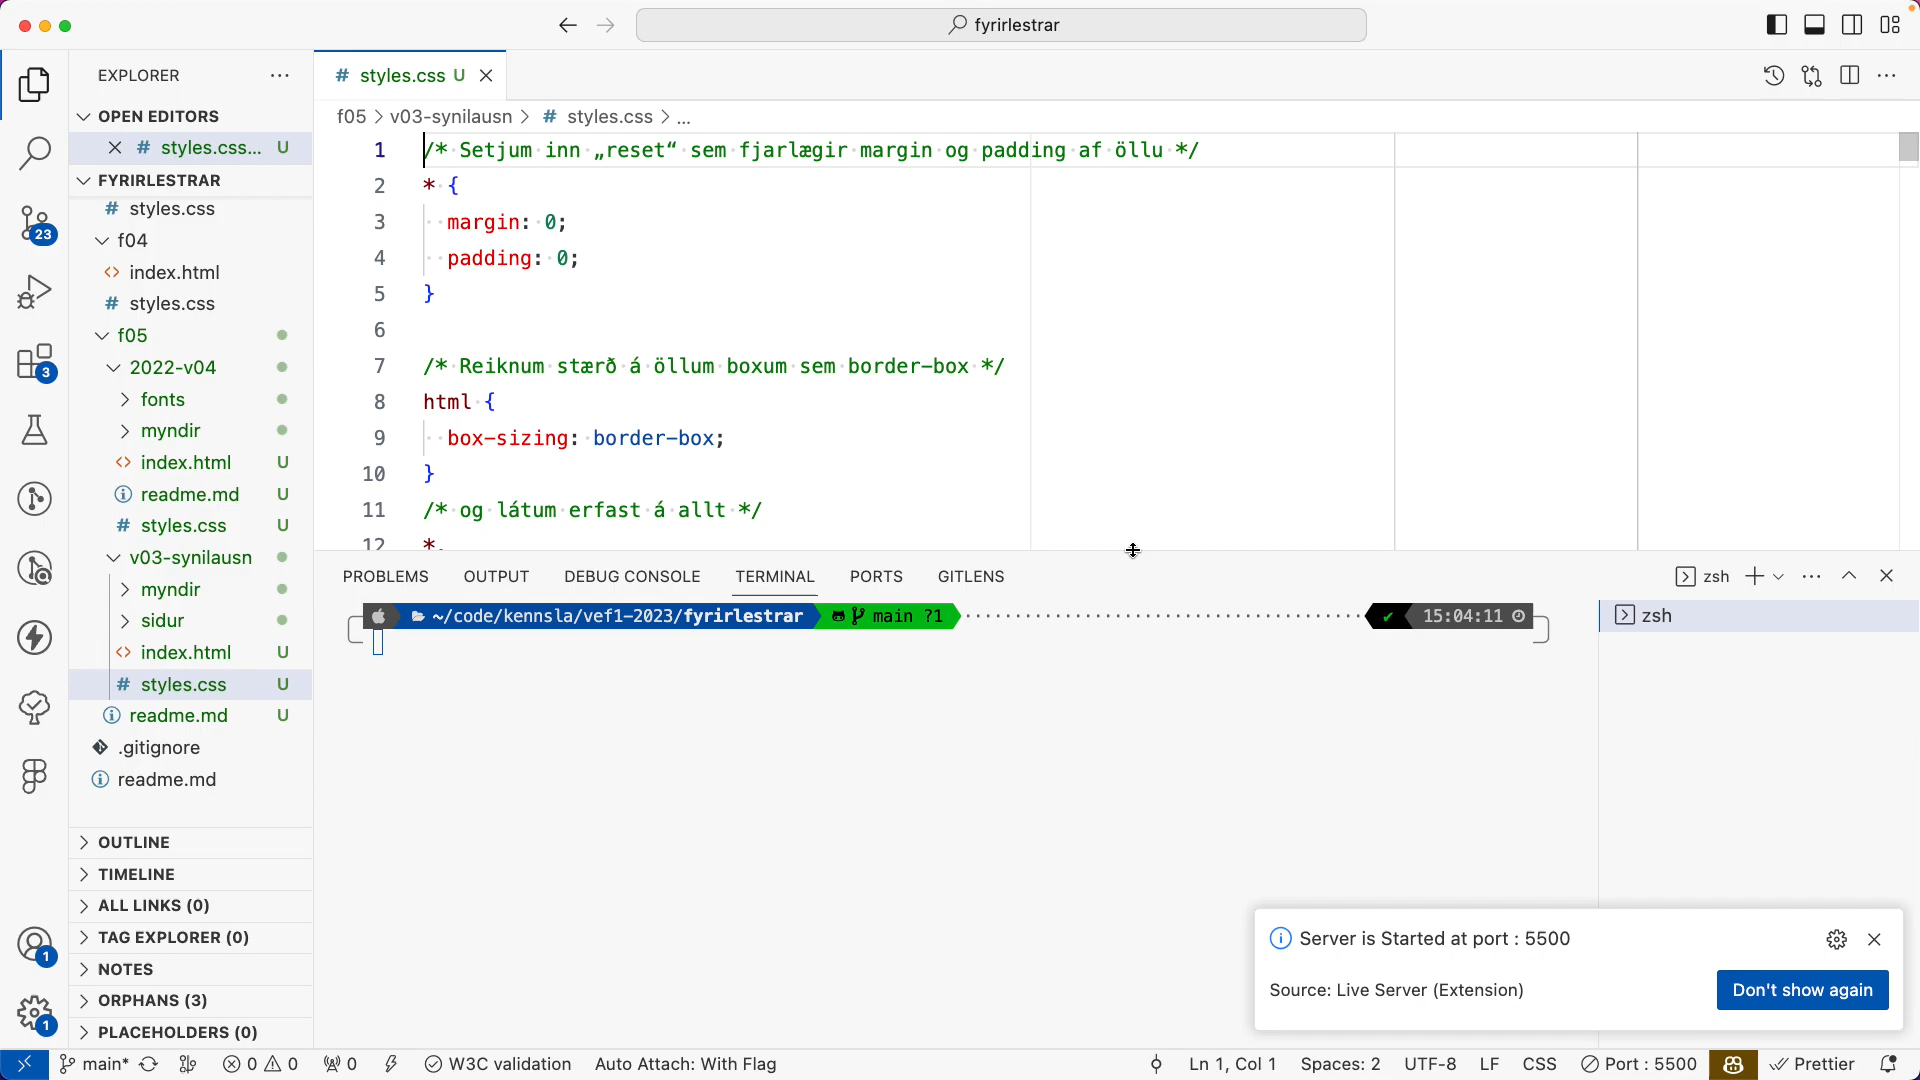 fyrirlestrar
EXPLORER
OPEN EDITORS
# styles.css... U
FYRIRLESTRAR
# styles.css
f04
<> index.html
# styles.css
f05
2022-v04
fonts
myndir
<> index.html U
readme.md U
# styles.css U
v03-synilausn
myndir
sidur
<> index.html U
# styles.css U
readme.md U
.gitignore
readme.md
OUTLINE
TIMELINE
ALL LINKS (0)
TAG EXPLORER (0)
NOTES
ORPHANS (3)
PLACEHOLDERS (0)
23
3
1
1
# styles.css U
f05 > v03-synilausn > # styles.css > ...
1 /* Setjum inn „reset“ sem fjarlægir margin og padding af öllu */
2 * {
3 margin: 0;
4 padding: 0;
5 }
6
7 /* Reiknum stærð á öllum boxum sem border-box */
8 html {
9 box-sizing: border-box;
10 }
11 /* og látum erfast á allt */
12 *,
PROBLEMS OUTPUT DEBUG CONSOLE TERMINAL PORTS GITLENS
zsh
~/code/kennsla/vef1-2023/fyrirlestrar main ?1 15:04:11
zsh
Server is Started at port : 5500
Source: Live Server (Extension)
Don't show again
main* 0 0 0 W3C validation Auto Attach: With Flag Ln 1, Col 1 Spaces: 2 UTF-8 LF CSS Port : 5500 Prettier